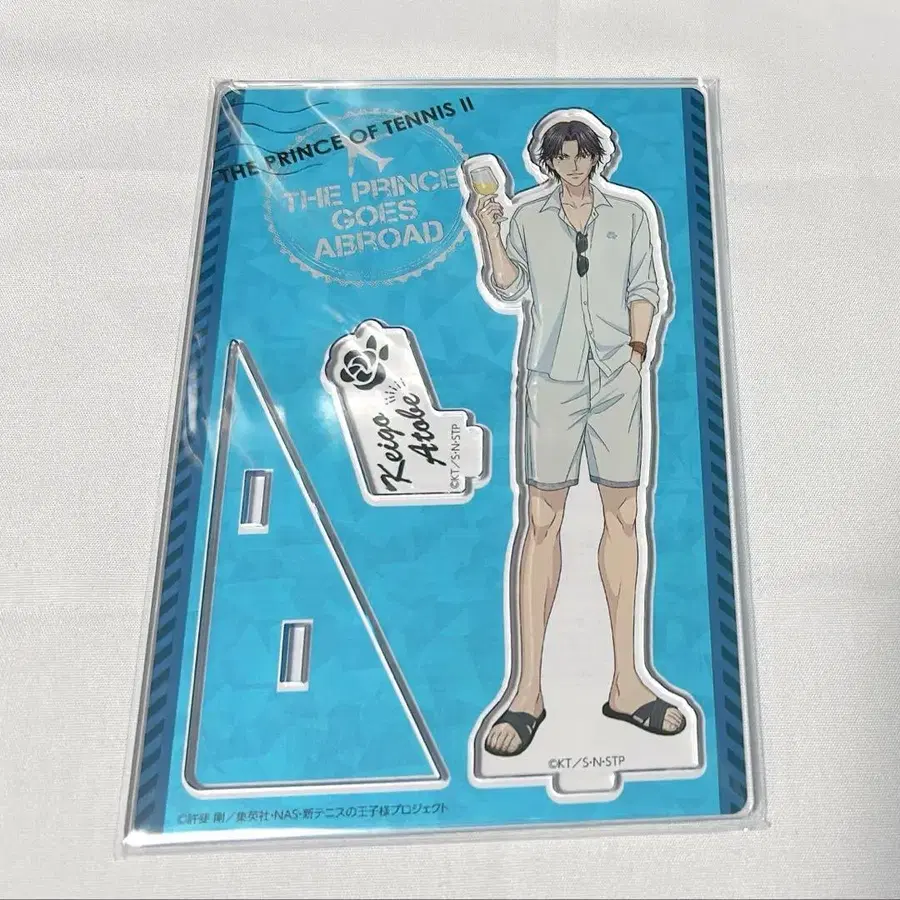 THE PRINCE OF TENNIS II
THE PRINCE
GOES
ABROAD
Keigo
Atobe
©KT/S・N・STP
©KT/S・N・STP
©許斐 剛/集英社・NAS・新テニスの王子様プロジェクト